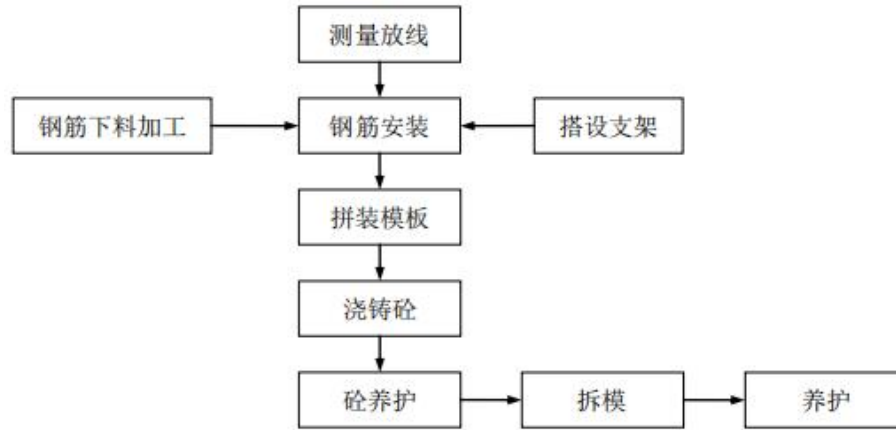 测量放线
钢筋下料加工
钢筋安装
搭设支架
拼装模板
浇铸砼
砼养护
拆模
养护